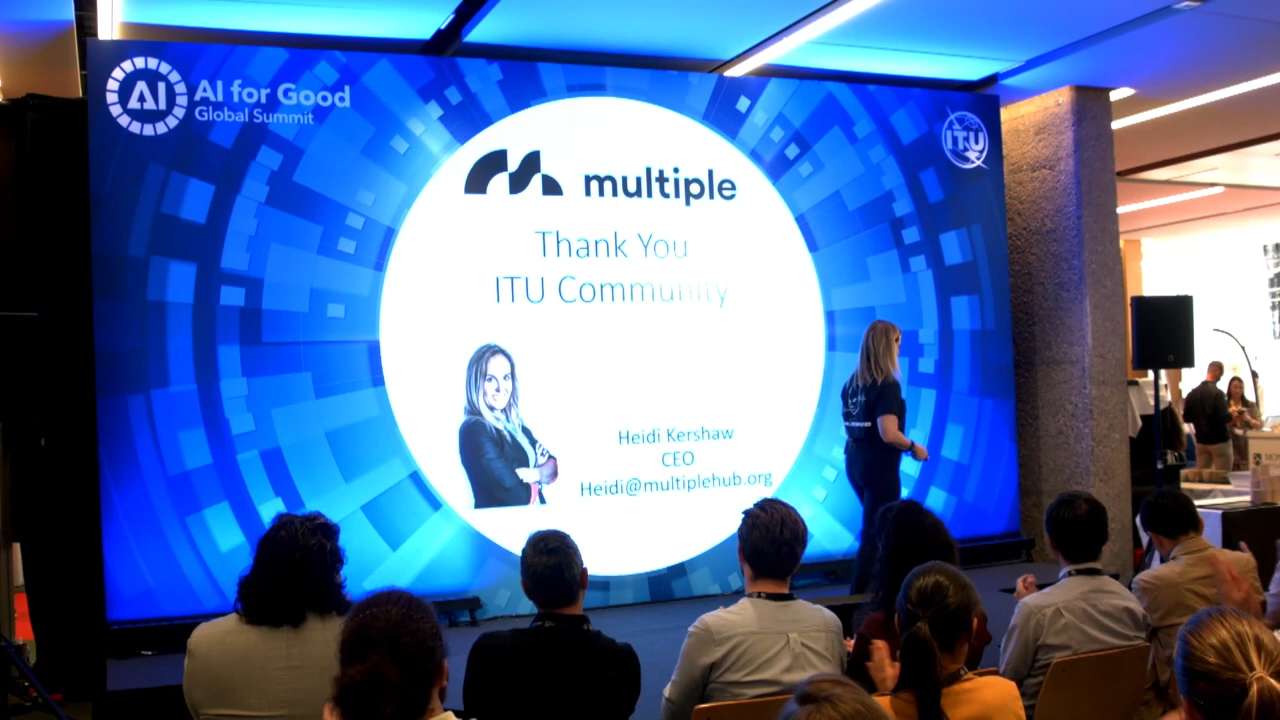 AI
AI for Good
Global Summit
ITU
multiple
Thank You
ITU Community
Heidi Kershaw
CEO
Heidi@multiplehub.org